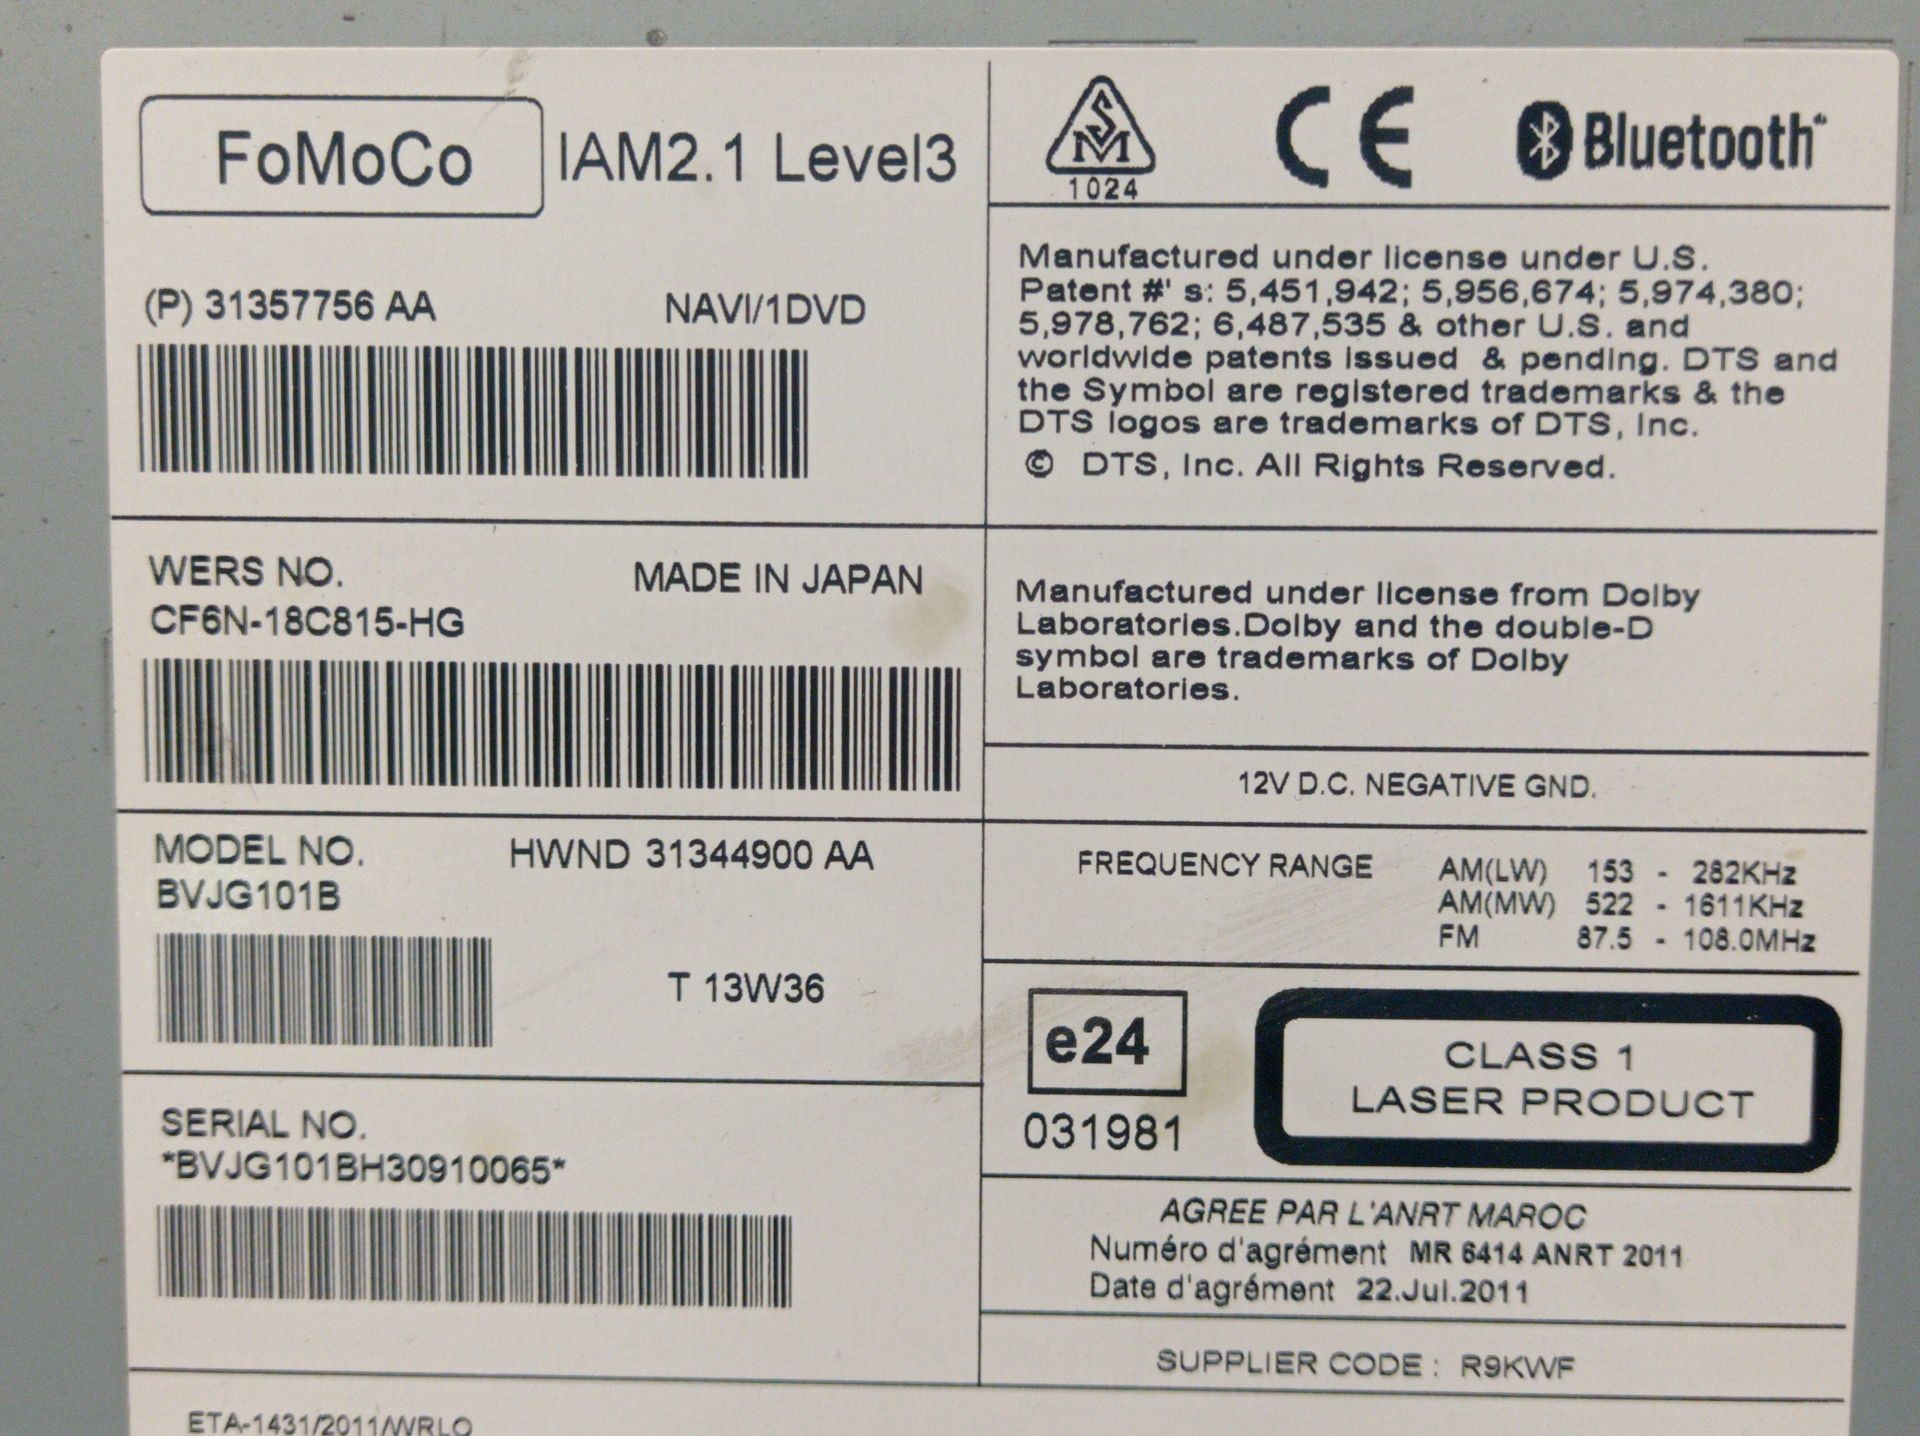 FoMoCo IAM2.1 Level3
(P) 31357756 AA NAVI/1DVD
WERS NO. MADE IN JAPAN
CF6N-18C815-HG
MODEL NO. HWND 31344900 AA
BVJG101B
T 13W36
SERIAL NO.
*BVJG101BH30910065*
SM
1024
CE
Bluetooth™
Manufactured under license under U.S.
Patent #' s: 5,451,942; 5,956,674; 5,974,380;
5,978,762; 6,487,535 & other U.S. and
worldwide patents issued & pending. DTS and
the Symbol are registered trademarks & the
DTS logos are trademarks of DTS, Inc.
© DTS, Inc. All Rights Reserved.
Manufactured under license from Dolby
Laboratories.Dolby and the double-D
symbol are trademarks of Dolby
Laboratories.
12V D.C. NEGATIVE GND.
FREQUENCY RANGE AM(LW) 153 - 282KHz
AM(MW) 522 - 1611KHz
FM 87.5 - 108.0MHz
e24
031981
CLASS 1
LASER PRODUCT
AGREE PAR L'ANRT MAROC
Numéro d'agrément MR 6414 ANRT 2011
Date d'agrément 22.Jul.2011
SUPPLIER CODE : R9KWF
ETA-1431/2011/WRLO